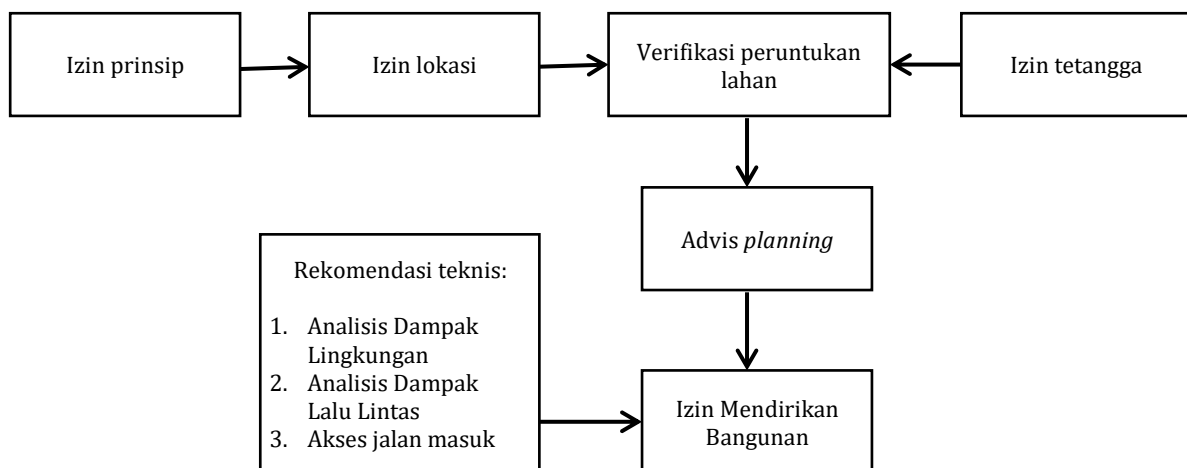 Izin prinsip
Izin lokasi
Verifikasi peruntukan
lahan
Izin tetangga
Advis planning
Rekomendasi teknis:
1. Analisis Dampak
Lingkungan
2. Analisis Dampak
Lalu Lintas
3. Akses jalan masuk
Izin Mendirikan
Bangunan